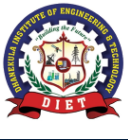 DHANEKULA INSTITUTE OF ENGINEERING & TECHNOLOGY
"Building the Future"
DIET